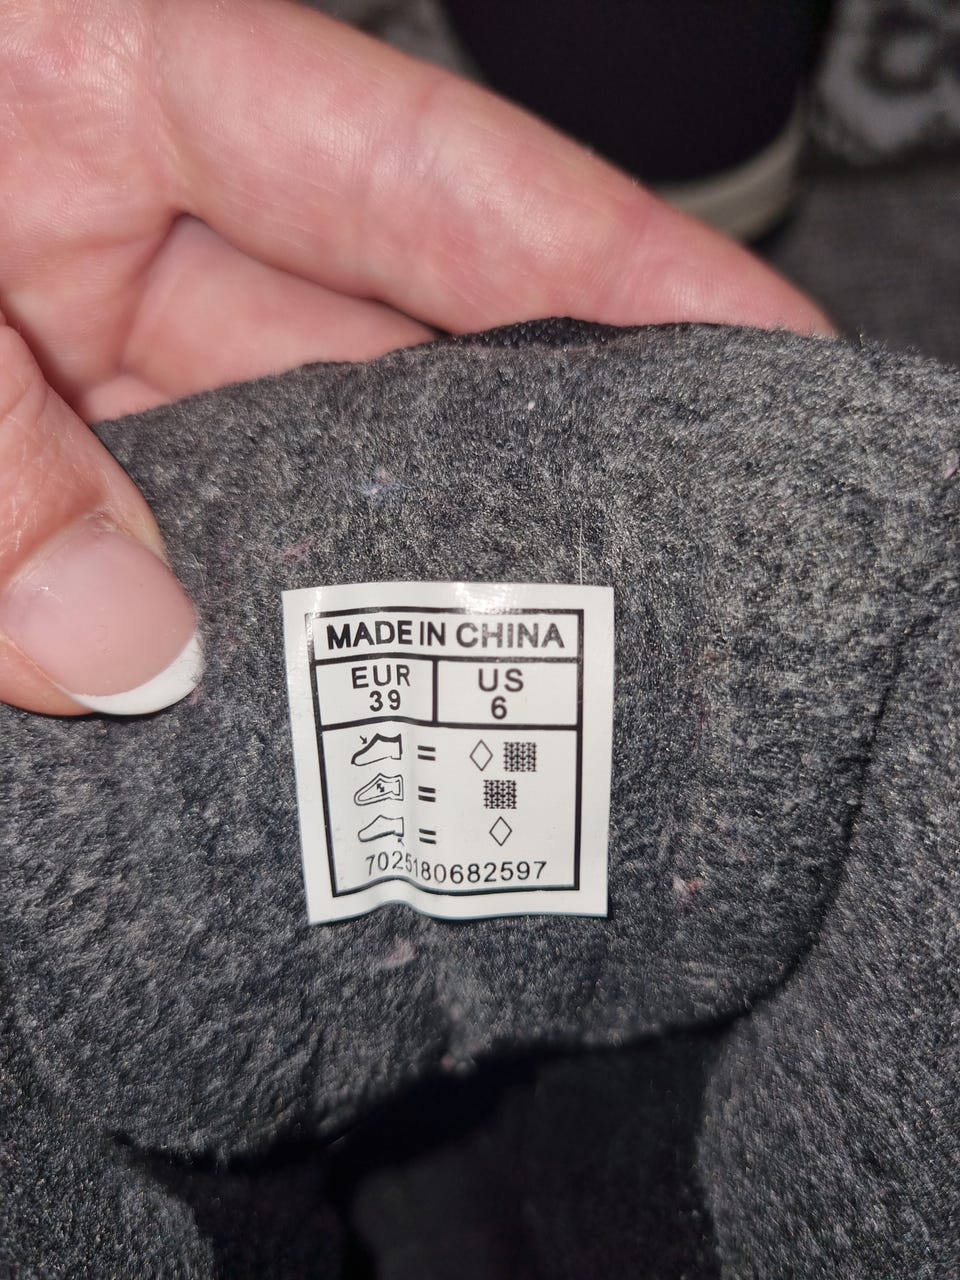 MADE IN CHINA
EUR
39
US
6
=
=
=
7025180682597